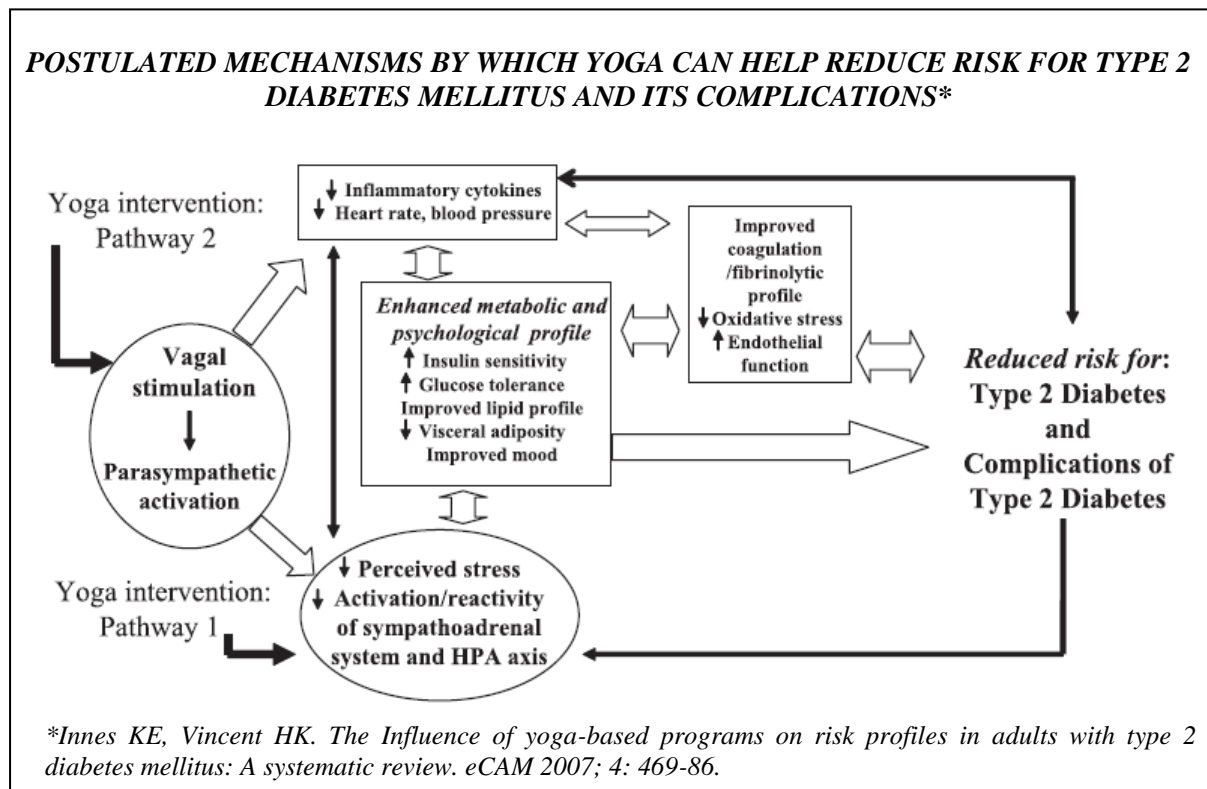 POSTULATED MECHANISMS BY WHICH YOGA CAN HELP REDUCE RISK FOR TYPE 2
DIABETES MELLITUS AND ITS COMPLICATIONS*
Yoga intervention:
Pathway 2
↓ Inflammatory cytokines
↓ Heart rate, blood pressure
Improved
coagulation
/fibrinolytic
profile
↓ Oxidative stress
↑ Endothelial
function
Enhanced metabolic and
psychological profile
↑ Insulin sensitivity
↑ Glucose tolerance
Improved lipid profile
↓ Visceral adiposity
Improved mood
Vagal
stimulation
↓
Parasympathetic
activation
Reduced risk for:
Type 2 Diabetes
and
Complications of
Type 2 Diabetes
Yoga intervention:
Pathway 1
↓ Perceived stress
↓ Activation/reactivity
of sympathoadrenal
system and HPA axis
*Innes KE, Vincent HK. The Influence of yoga-based programs on risk profiles in adults with type 2
diabetes mellitus: A systematic review. eCAM 2007; 4: 469-86.